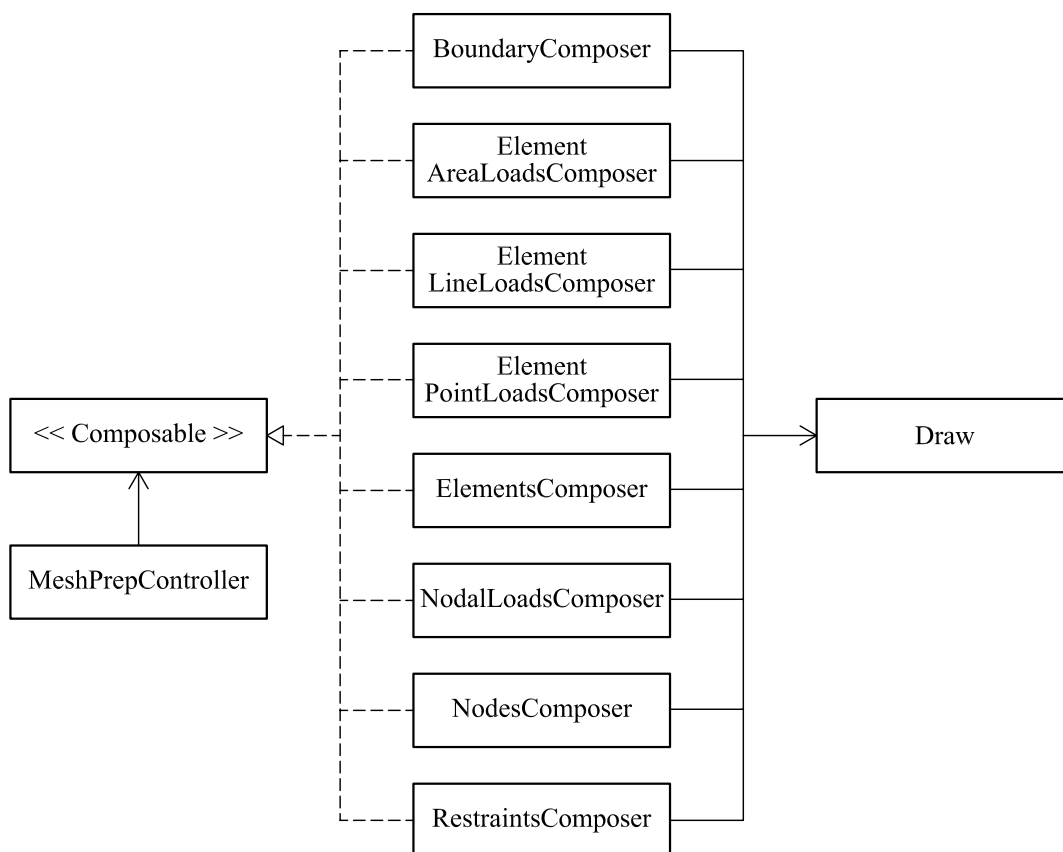 BoundaryComposer
Element
AreaLoadsComposer
Element
LineLoadsComposer
Element
PointLoadsComposer
<< Composable >>
Draw
ElementsComposer
MeshPrepController
NodalLoadsComposer
NodesComposer
RestraintsComposer